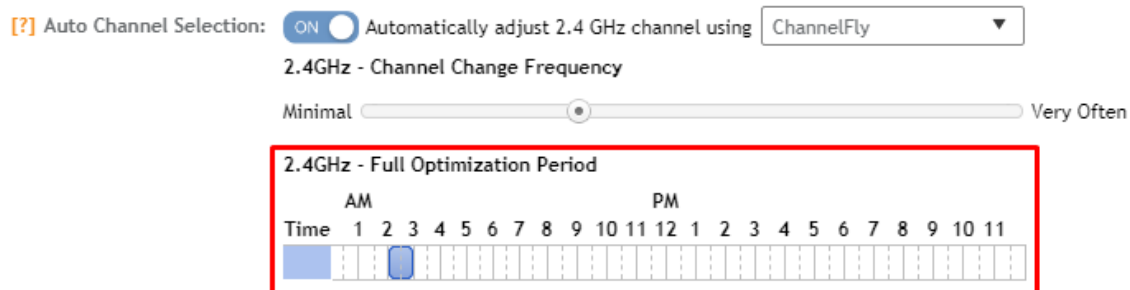 [?] Auto Channel Selection: ON Automatically adjust 2.4 GHz channel using ChannelFly
2.4GHz - Channel Change Frequency
Minimal Very Often
2.4GHz - Full Optimization Period
AM PM
Time 1 2 3 4 5 6 7 8 9 10 11 12 1 2 3 4 5 6 7 8 9 10 11